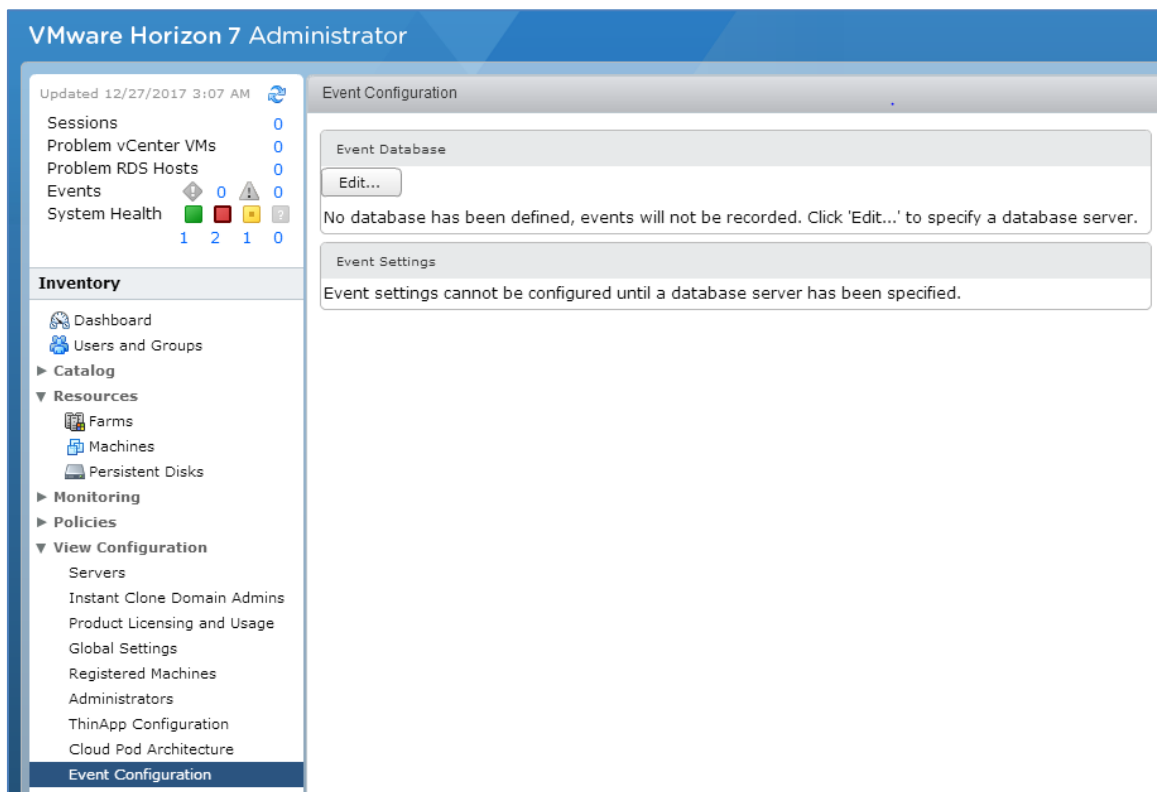 VMware Horizon 7 Administrator
Updated 12/27/2017 3:07 AM
Sessions 0
Problem vCenter VMs 0
Problem RDS Hosts 0
Events 0 0
System Health ?
1 2 1 0
Inventory
Dashboard
Users and Groups
Catalog
Resources
Farms
Machines
Persistent Disks
Monitoring
Policies
View Configuration
Servers
Instant Clone Domain Admins
Product Licensing and Usage
Global Settings
Registered Machines
Administrators
ThinApp Configuration
Cloud Pod Architecture
Event Configuration
Event Configuration
Event Database
Edit...
No database has been defined, events will not be recorded. Click 'Edit...' to specify a database server.
Event Settings
Event settings cannot be configured until a database server has been specified.